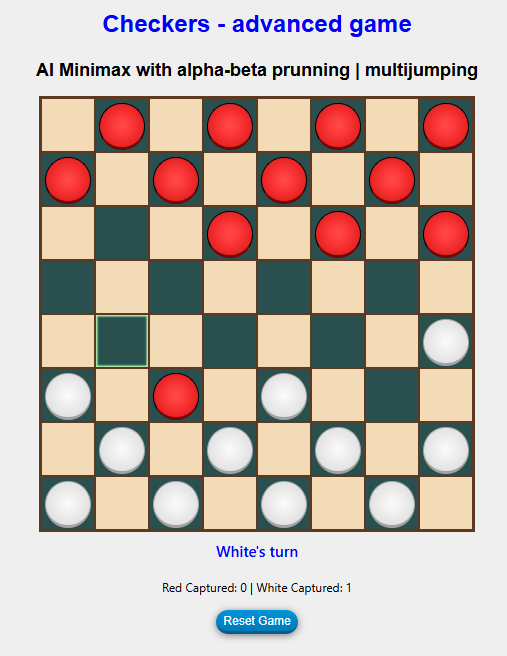 Checkers - advanced game
AI Minimax with alpha-beta prunning | multijumping
White's turn
Red Captured: 0 | White Captured: 1
Reset Game